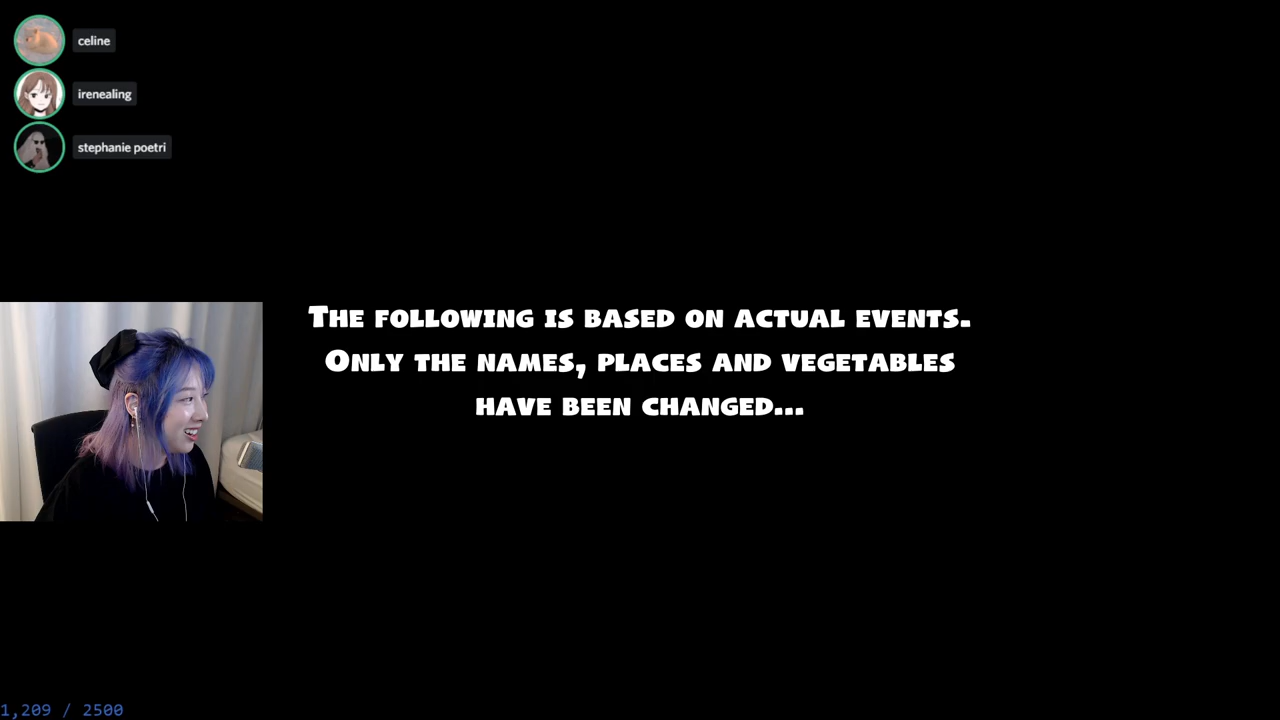 celine
irenealing
stephanie poetri
The following is based on actual events.
Only the names, places and vegetables
have been changed...
1,209 / 2500